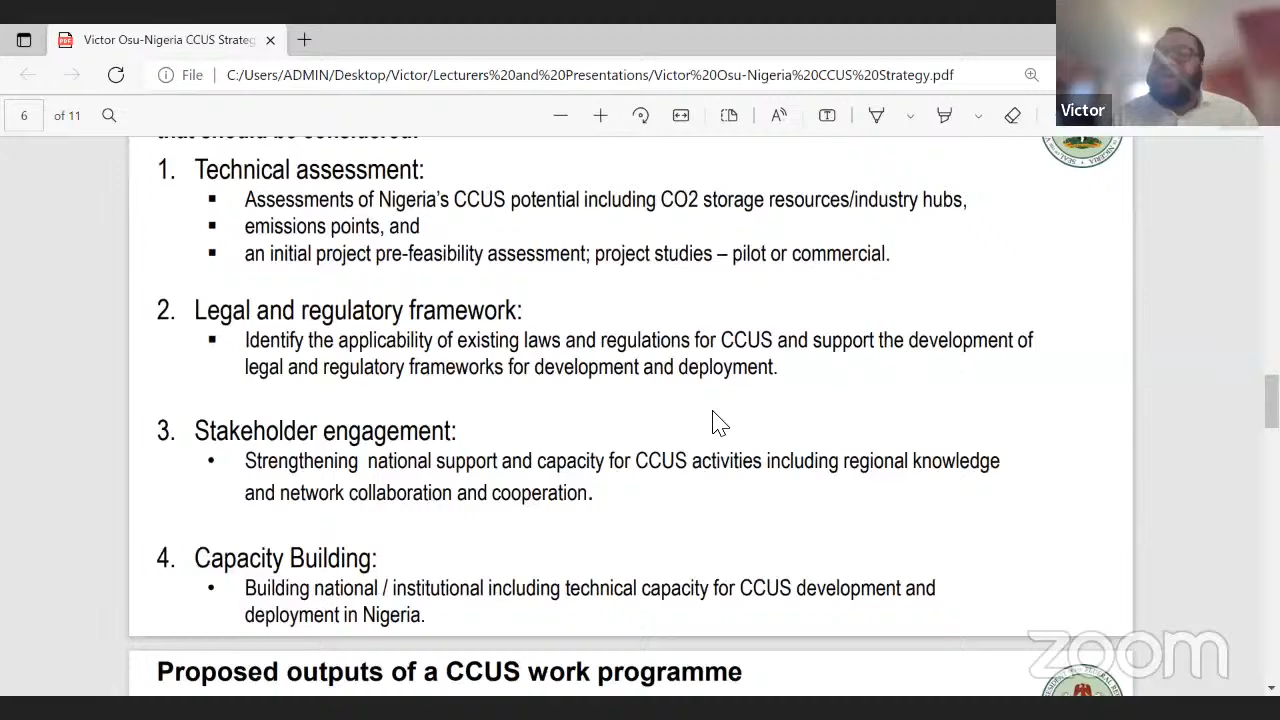 Victor Osu-Nigeria CCUS Strateg
File
C:/Users/ADMIN/Desktop/Victor/Lecturers%20and%20Presentations/Victor%20Osu-Nigeria%20CCUS%20Strategy.pdf
6 of 11
Victor
that should be considered:
1. Technical assessment:
▪ Assessments of Nigeria's CCUS potential including CO2 storage resources/industry hubs,
▪ emissions points, and
▪ an initial project pre-feasibility assessment; project studies – pilot or commercial.
2. Legal and regulatory framework:
▪ Identify the applicability of existing laws and regulations for CCUS and support the development of
legal and regulatory frameworks for development and deployment.
3. Stakeholder engagement:
• Strengthening national support and capacity for CCUS activities including regional knowledge
and network collaboration and cooperation.
4. Capacity Building:
• Building national / institutional including technical capacity for CCUS development and
deployment in Nigeria.
Proposed outputs of a CCUS work programme
zoom